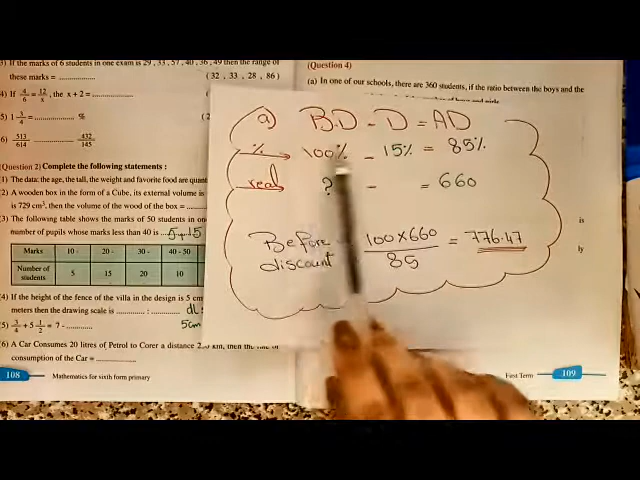 3) If the marks of 6 students in one exam is 29, 33, 57, 40, 36, 49 then the range of
these marks = ............... (32, 33, 28, 86)
4) If 4/6 = 12/x, the x + 2 = ...............
5) 1 3/4 = ............... %
6) 513/614 ............... 432/145
(Question 2) Complete the following statements :
(1) The data: the age, the tall, the weight and favorite food are quant
(2) A wooden box in the form of a Cube, its external volume is
is 729 cm³, then the volume of the wood of the box = ......
(3) The following table shows the marks of 50 students in one
number of pupils whose marks less than 40 is ....
Marks 10 - 20 - 30 - 40 - 50
Number of students 5 15 20 10
(4) If the height of the fence of the villa in the design is 5 cm
meters then the drawing scale is ............ : ............
5cm
(5) 3/4 + 5 1/2 = 7 - ............
(6) A Car Consumes 20 litres of Petrol to Corer a distance
km, then the rate of
consumption of the Car = ............
108 Mathematics for sixth form primary
(Question 4)
(a) In one of our schools, there are 360 students, if the ratio between the boys and the
is
ly
First Term 109
a) B.D - D = AD
% 100% - 15% = 85%
real ? - = 660
Before discount = 100×660/85 = 776.47